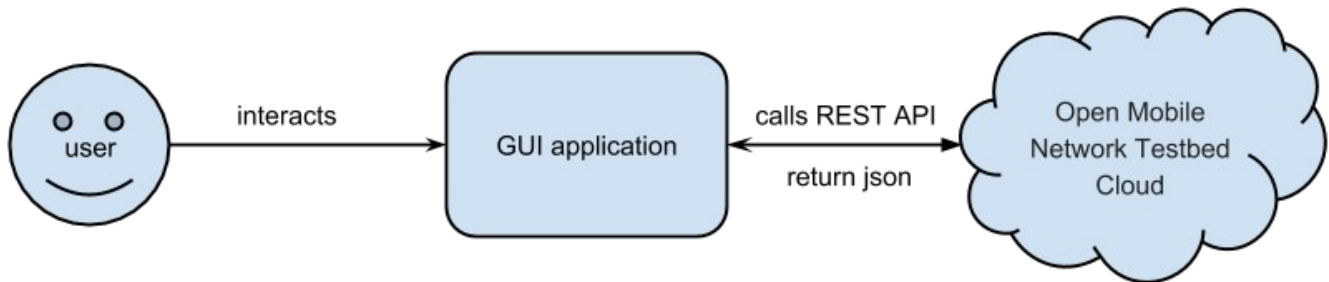 user
interacts
GUI application
calls REST API
return json
Open Mobile
Network Testbed
Cloud